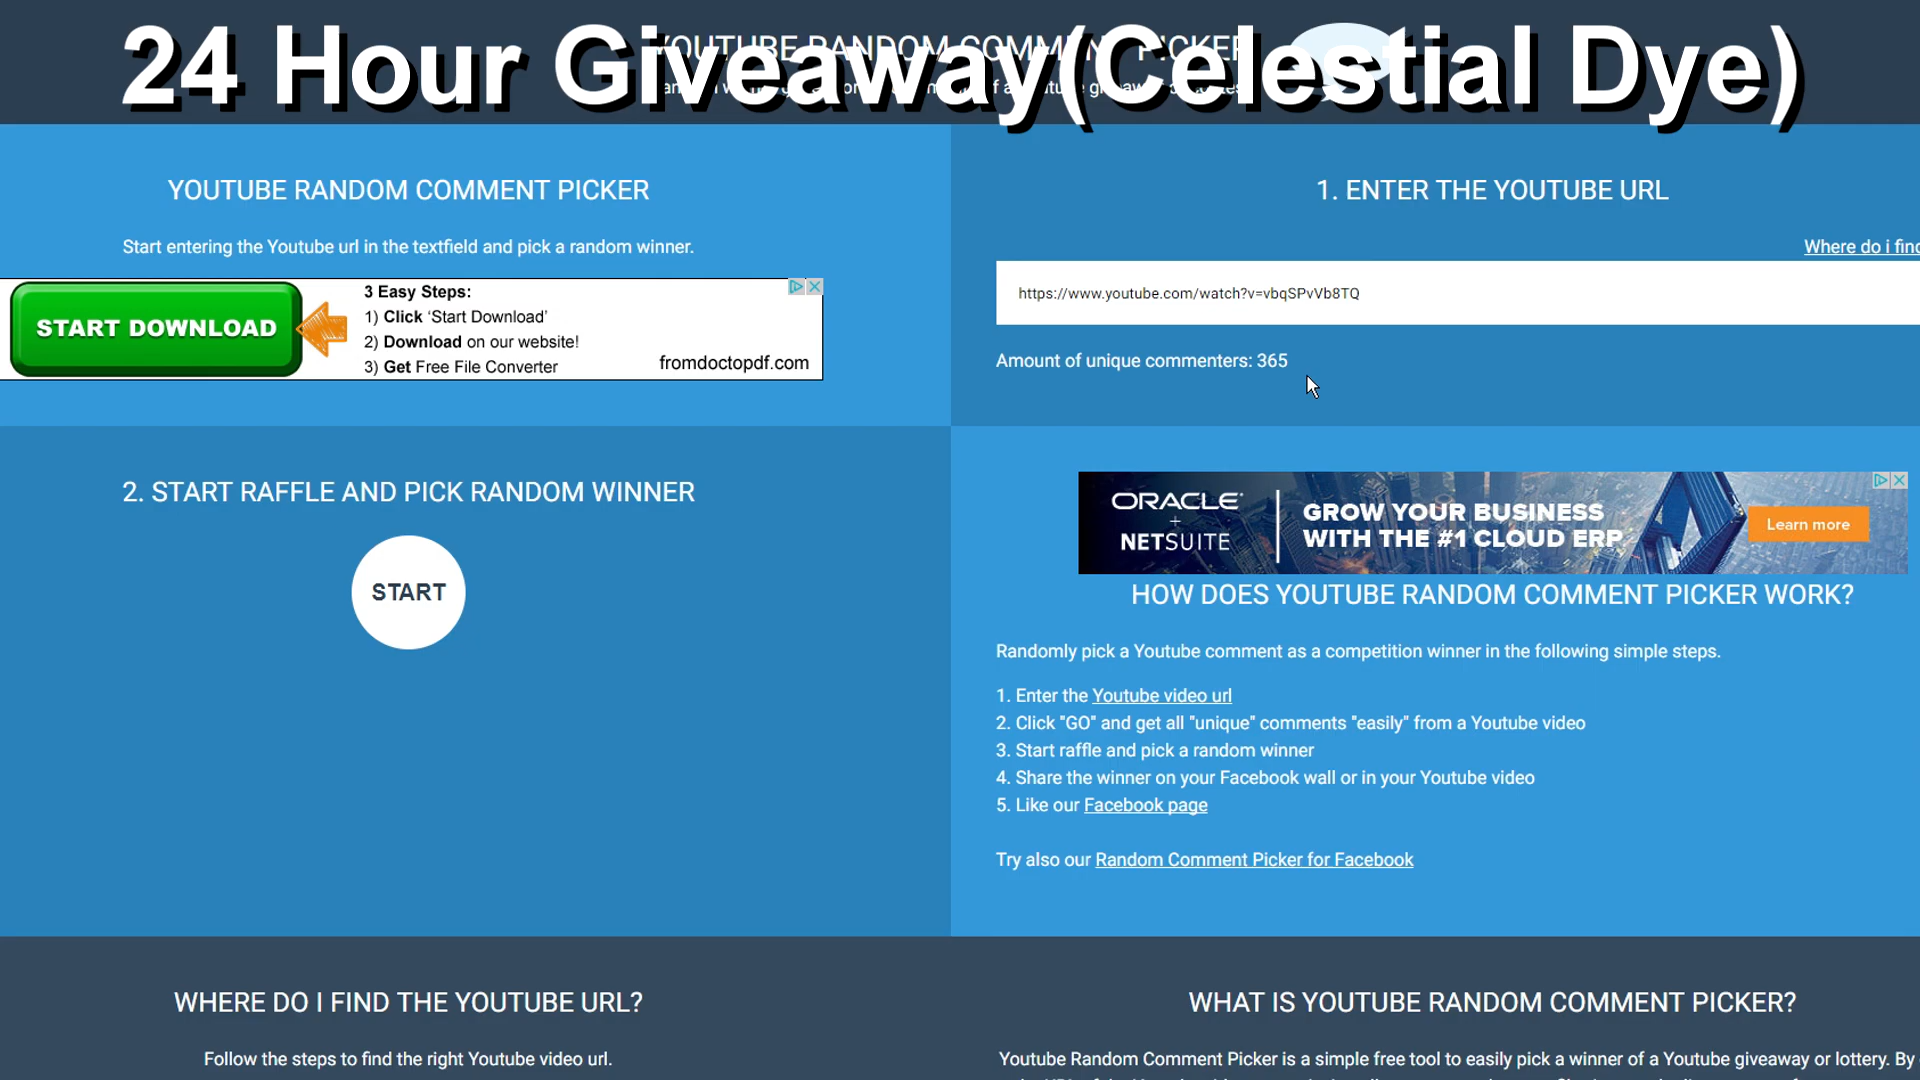 24 Hour Giveaway(Celestial Dye)
YOUTUBE RANDOM COMMENT PICKER
YOUTUBE RANDOM COMMENT PICKER
Start entering the Youtube url in the textfield and pick a random winner.
START DOWNLOAD
3 Easy Steps:
1) Click ‘Start Download’
2) Download on our website!
3) Get Free File Converter
fromdoctopdf.com
1. ENTER THE YOUTUBE URL
Where do i find
https://www.youtube.com/watch?v=vbqSPvVb8TQ
Amount of unique commenters: 365
2. START RAFFLE AND PICK RANDOM WINNER
START
ORACLE
+
NETSUITE
GROW YOUR BUSINESS
WITH THE #1 CLOUD ERP
Learn more
HOW DOES YOUTUBE RANDOM COMMENT PICKER WORK?
Randomly pick a Youtube comment as a competition winner in the following simple steps.
1. Enter the Youtube video url
2. Click "GO" and get all "unique" comments "easily" from a Youtube video
3. Start raffle and pick a random winner
4. Share the winner on your Facebook wall or in your Youtube video
5. Like our Facebook page
Try also our Random Comment Picker for Facebook
WHERE DO I FIND THE YOUTUBE URL?
Follow the steps to find the right Youtube video url.
WHAT IS YOUTUBE RANDOM COMMENT PICKER?
Youtube Random Comment Picker is a simple free tool to easily pick a winner of a Youtube giveaway or lottery. By